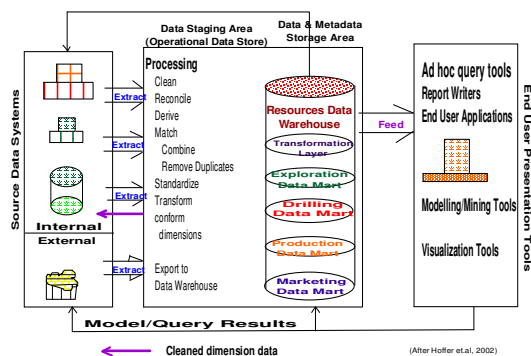 Data Staging Area
(Operational Data Store)
Data & Metadata
Storage Area
Source Data Systems
Internal
External
Extract
Extract
Extract
Extract
Extract
Processing
Clean
Reconcile
Derive
Match
Combine
Remove Duplicates
Standardize
Transform
conform
dimensions
Export to
Data Warehouse
Resources Data
Warehouse
Transformation
Layer
Exploration
Data Mart
Drilling
Data Mart
Production
Data Mart
Marketing
Data Mart
Feed
Ad hoc query tools
Report Writers
End User Applications
Modelling/Mining Tools
Visualization Tools
End User Presentation Tools
Model/Query Results
Cleaned dimension data
(After Hoffer et.al, 2002)